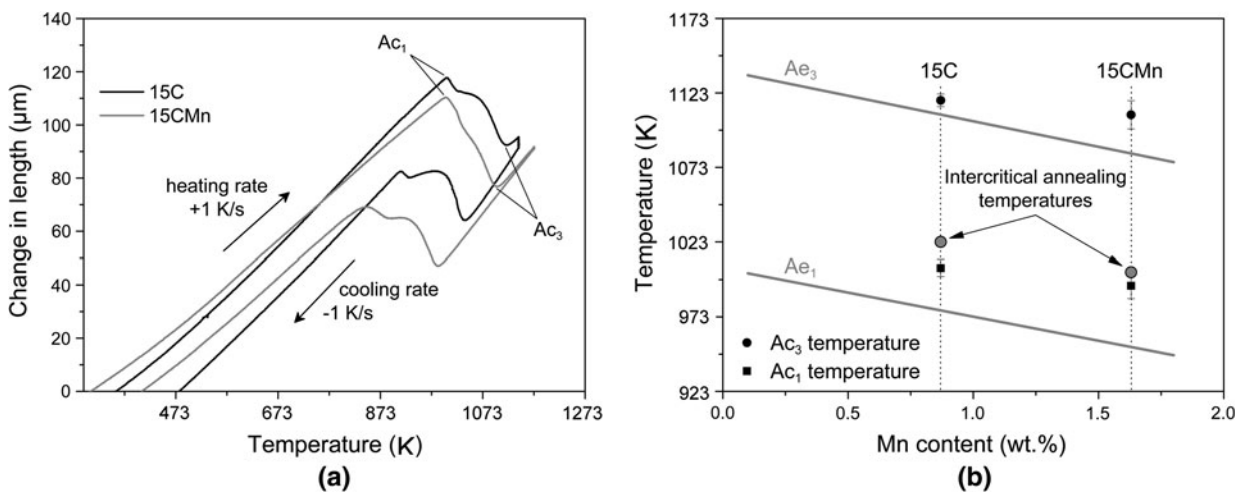 140
120
100
80
60
40
20
0
Change in length (µm)
15C
15CMn
Ac1
Ac3
heating rate
+1 K/s
cooling rate
-1 K/s
473
673
873
1073
1273
Temperature (K)
(a)
1173
1123
1073
1023
973
923
Temperature (K)
Ae3
15C
15CMn
Intercritical annealing
temperatures
Ae1
Ac3 temperature
Ac1 temperature
0.0
0.5
1.0
1.5
2.0
Mn content (wt.%)
(b)